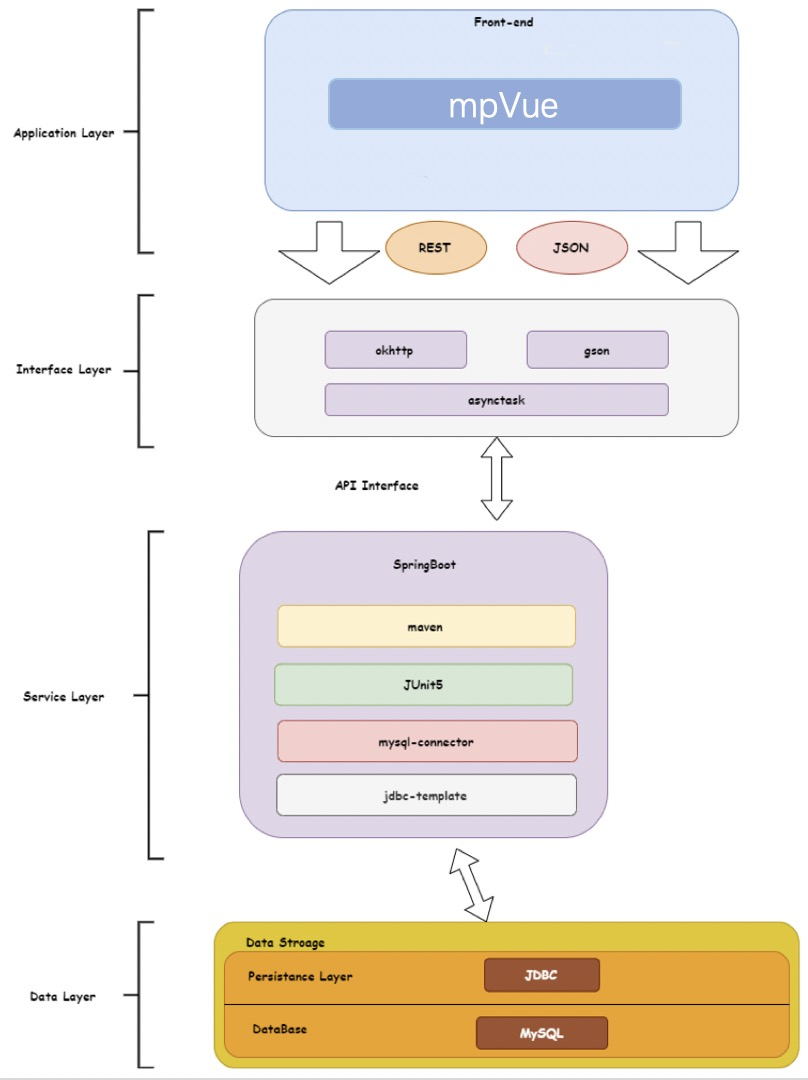 Front-end
mpVue
Application Layer
REST
JSON
Interface Layer
okhttp
gson
asynctask
API Interface
SpringBoot
maven
JUnit5
Service Layer
mysql-connector
jdbc-template
Data Stroage
Persistance Layer
JDBC
Data Layer
DataBase
MySQL